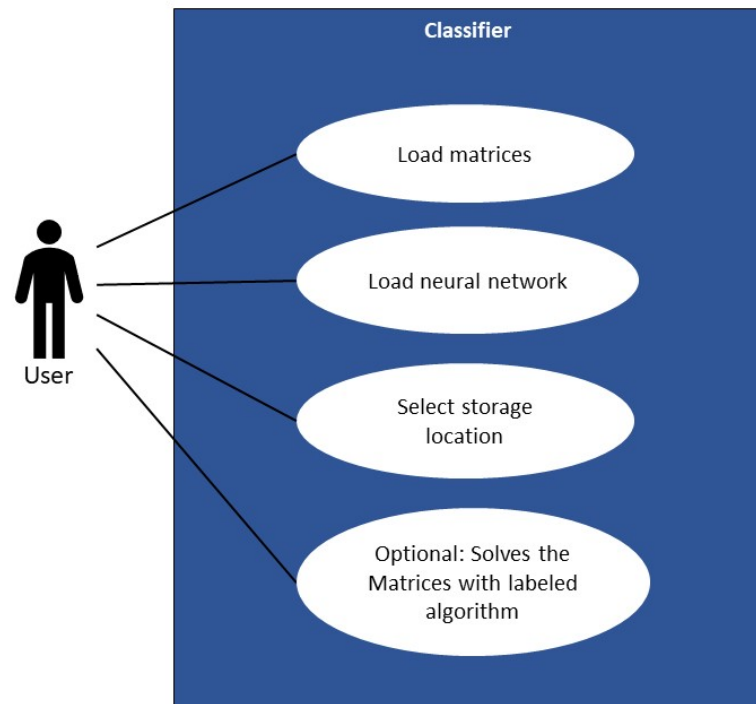 Classifier
Load matrices
Load neural network
User
Select storage
location
Optional: Solves the
Matrices with labeled
algorithm